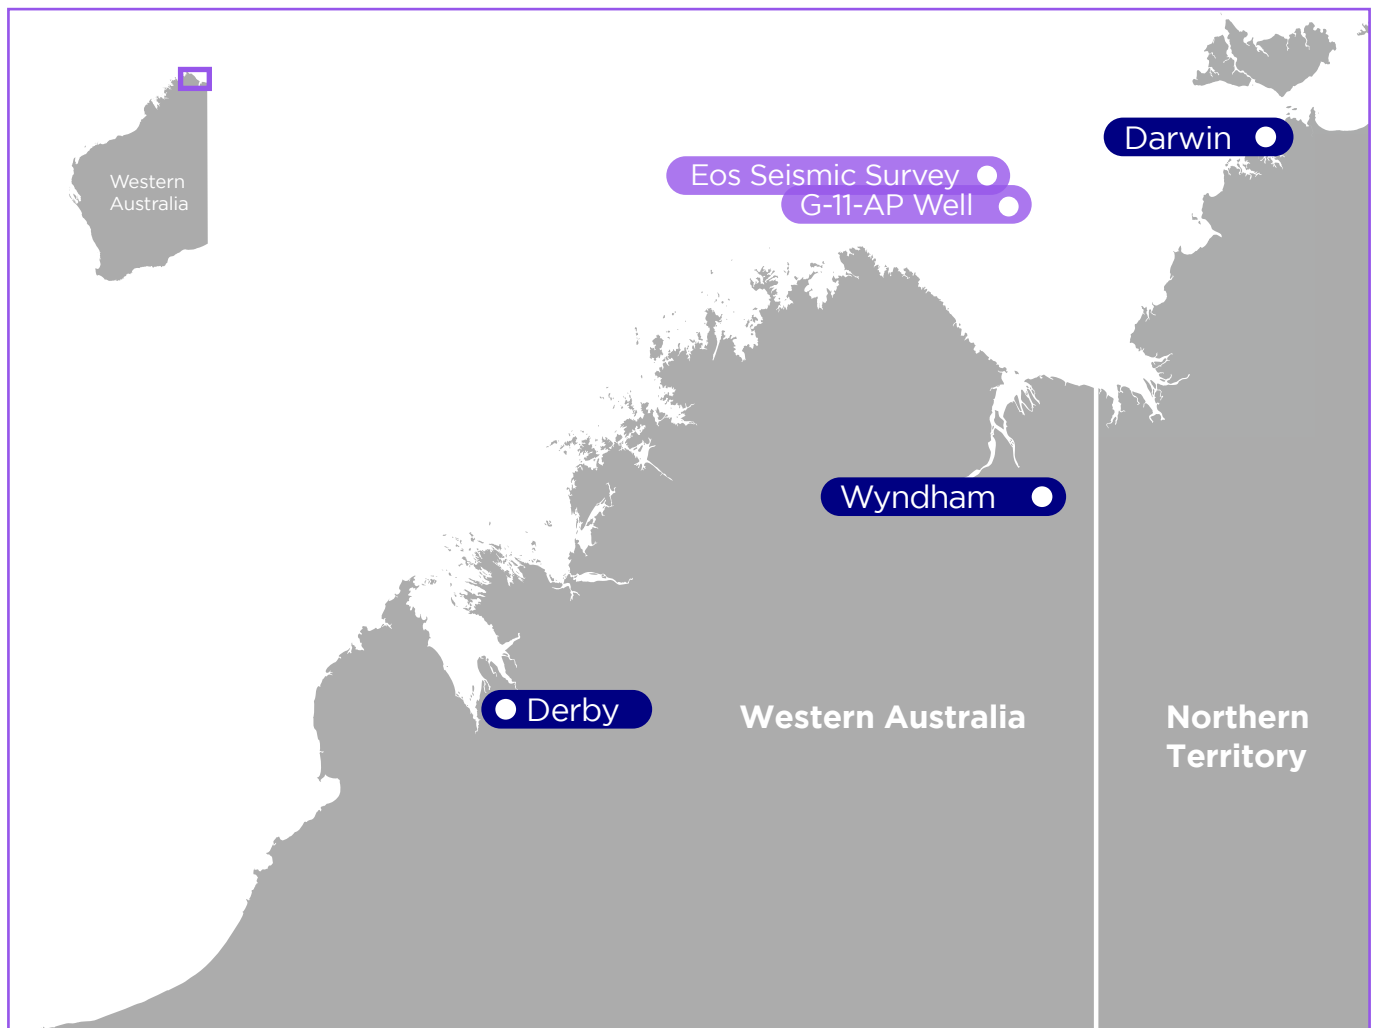 Western
Australia
Darwin
Eos Seismic Survey
G-11-AP Well
Wyndham
Derby
Western Australia
Northern
Territory